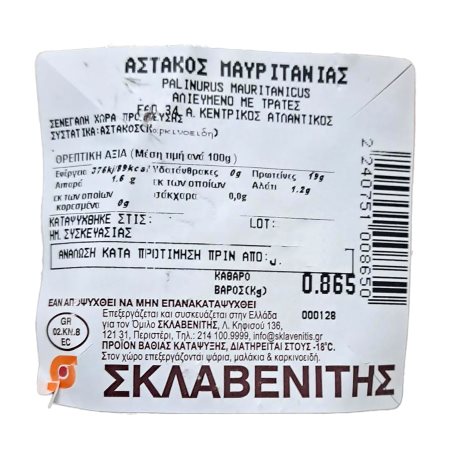 ΑΣΤΑΚΟΣ ΜΑΥΡΙΤΑΝΙΑΣ
PALINURUS MAURITANICUS
ΑΛΙΕΥΜΕΝΟ ΜΕ ΤΡΑΤΕΣ
FAO 34 Α. ΚΕΝΤΡΙΚΟΣ ΑΤΛΑΝΤΙΚΟΣ
ΣΕΝΕΓΑΛΗ ΧΩΡΑ
ΣΥΣΤΑΤΙΚΑ:ΑΣΤΑΚΟΣ(Καρκινοειδή)
ΘΡΕΠΤΙΚΗ ΑΞΙΑ (Μέση τιμή ανά 100g)
Ενέργεια 376kj/89kcal Υδατάνθρακες 0g Πρωτεΐνες 19g
Λιπαρά 1.6 g εκ των οποίων Αλάτι 1.2g
εκ των οποίων σάκχαρα 0,0g
κορεσμένα 0g
ΚΑΤΑΨΥΧΘΗΚΕ ΣΤΙΣ: LOT:
ΗΜ. ΣΥΣΚΕΥΑΣΙΑΣ
ΑΝΑΛΩΣΗ ΚΑΤΑ ΠΡΟΤΙΜΗΣΗ ΠΡΙΝ ΑΠΟ:
ΚΑΘΑΡΟ
ΒΑΡΟΣ(Kg) 0.865
2 240751 008650
ΕΑΝ ΑΠΟΨΥΧΘΕΙ ΝΑ ΜΗΝ ΕΠΑΝΑΚΑΤΑΨΥΧΘΕΙ
000128
Επεξεργάζεται και συσκευάζεται στην Ελλάδα
για τον Όμιλο ΣΚΛΑΒΕΝΙΤΗΣ, Λ. Κηφισού 136,
121 31, Περιστέρι, Τηλ.: 214 100.9999, info@sklavenitis.gr
ΠΡΟΪΟΝ ΒΑΘΙΑΣ ΚΑΤΑΨΥΞΗΣ, ΔΙΑΤΗΡΕΙΤΑΙ ΣΤΟΥΣ -18°C.
Στον χώρο επεξεργάζονται ψάρια, μαλάκια & καρκινοειδή.
GR
02.KN.8
EC
ΣΚΛΑΒΕΝΙΤΗΣ